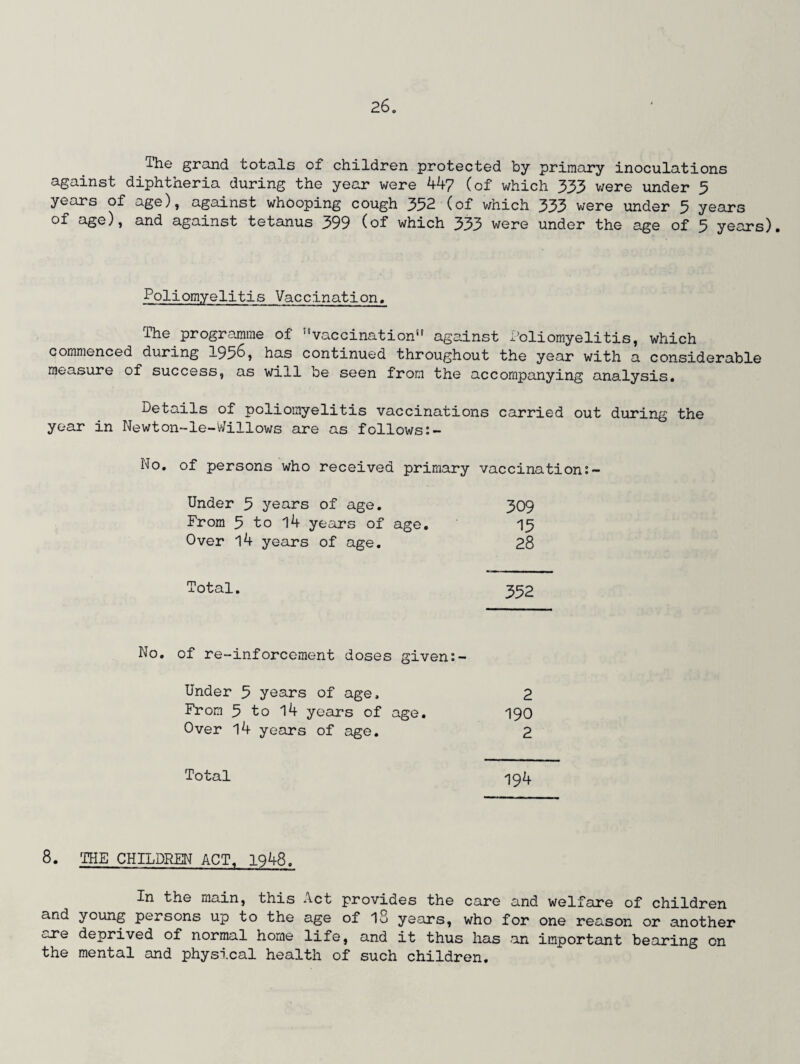 26.
The grand totals of children protected by primary inoculations
against diphtheria during the year were 447 (of which 333 were under 5
years of age), against whooping cough 352 (of which 333 were under 5 years
of age), and against tetanus 399 (of which 333 were under the age of 5 years).
Poliomyelitis Vaccination.
The programme of "vaccination" against Poliomyelitis, which
commenced during 1956, has continued throughout the year with a considerable
measure of success, as will be seen from the accompanying analysis.
Details of poliomyelitis vaccinations carried out during the
year in Newton-le-Willows are as follows:-
No. of persons who received primary vaccination:-
Under 5 years of age. 309
From 5 to 14 years of age. 15
Over 14 years of age. 28
Total. 352
No. of re-inforcement doses given:-
Under 5 years of age. 2
From 5 to 14 years of age. 190
Over 14 years of age. 2
Total 194
8. THE CHILDREN ACT, 1948.
In the main, this Act provides the care and welfare of children
and young persons up to the age of 18 years, who for one reason or another
are deprived of normal home life, and it thus has an important bearing on
the mental and physical health of such children.